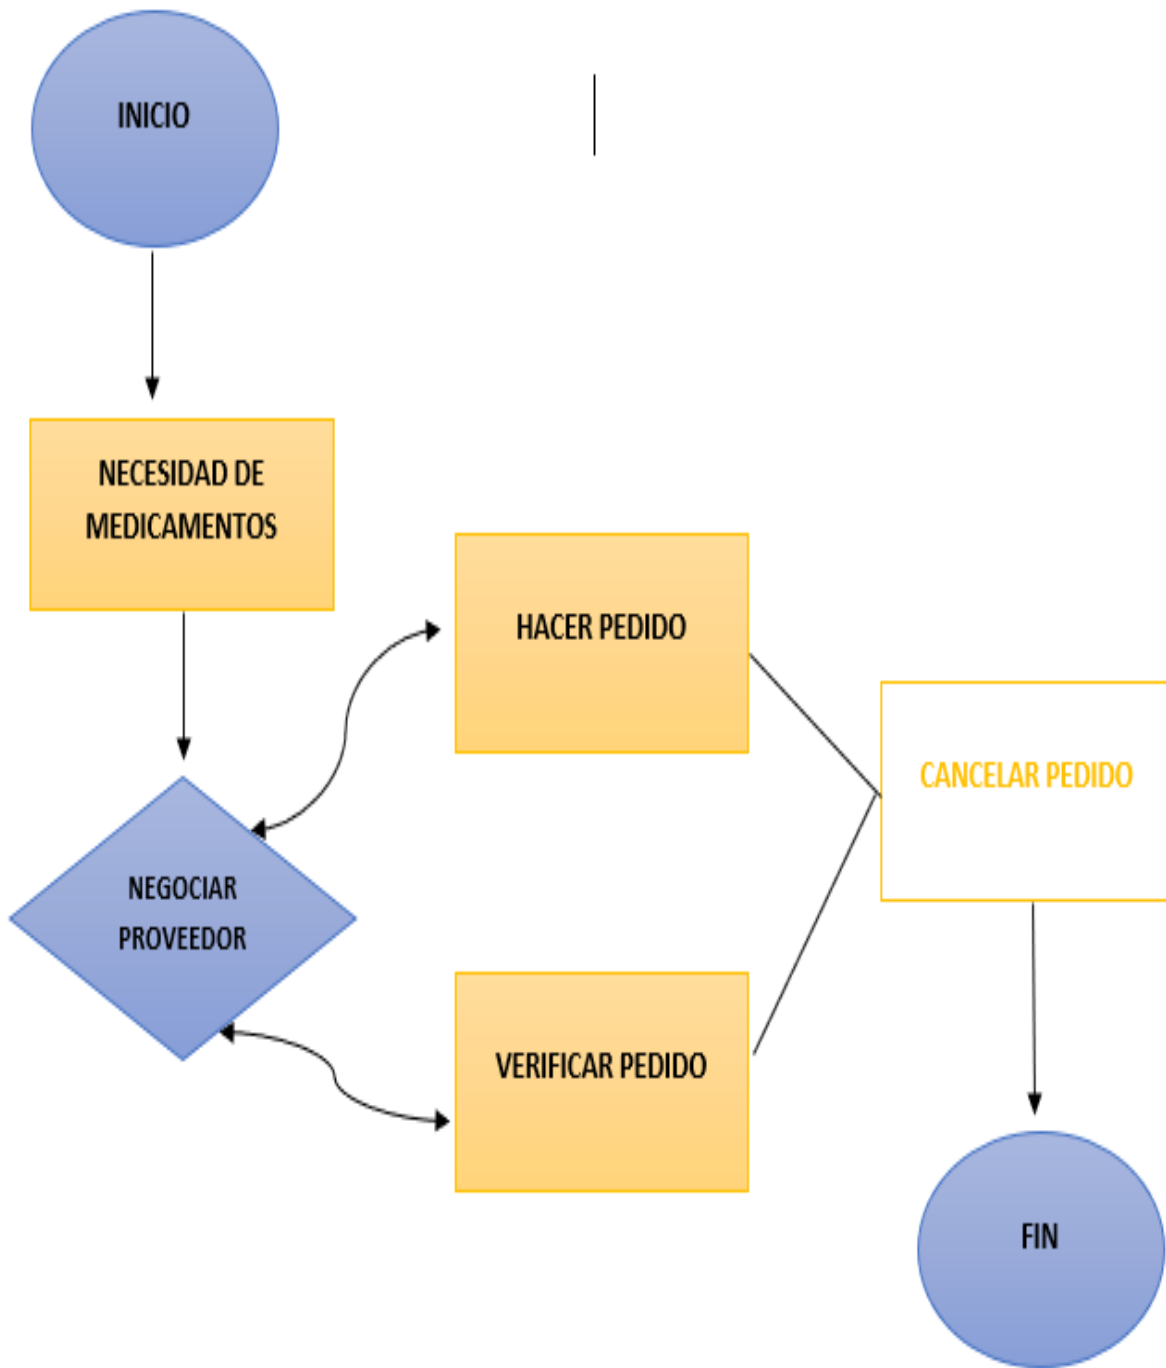 INICIO
NECESIDAD DE
MEDICAMENTOS
HACER PEDIDO
CANCELAR PEDIDO
NEGOCIAR
PROVEEDOR
VERIFICAR PEDIDO
FIN